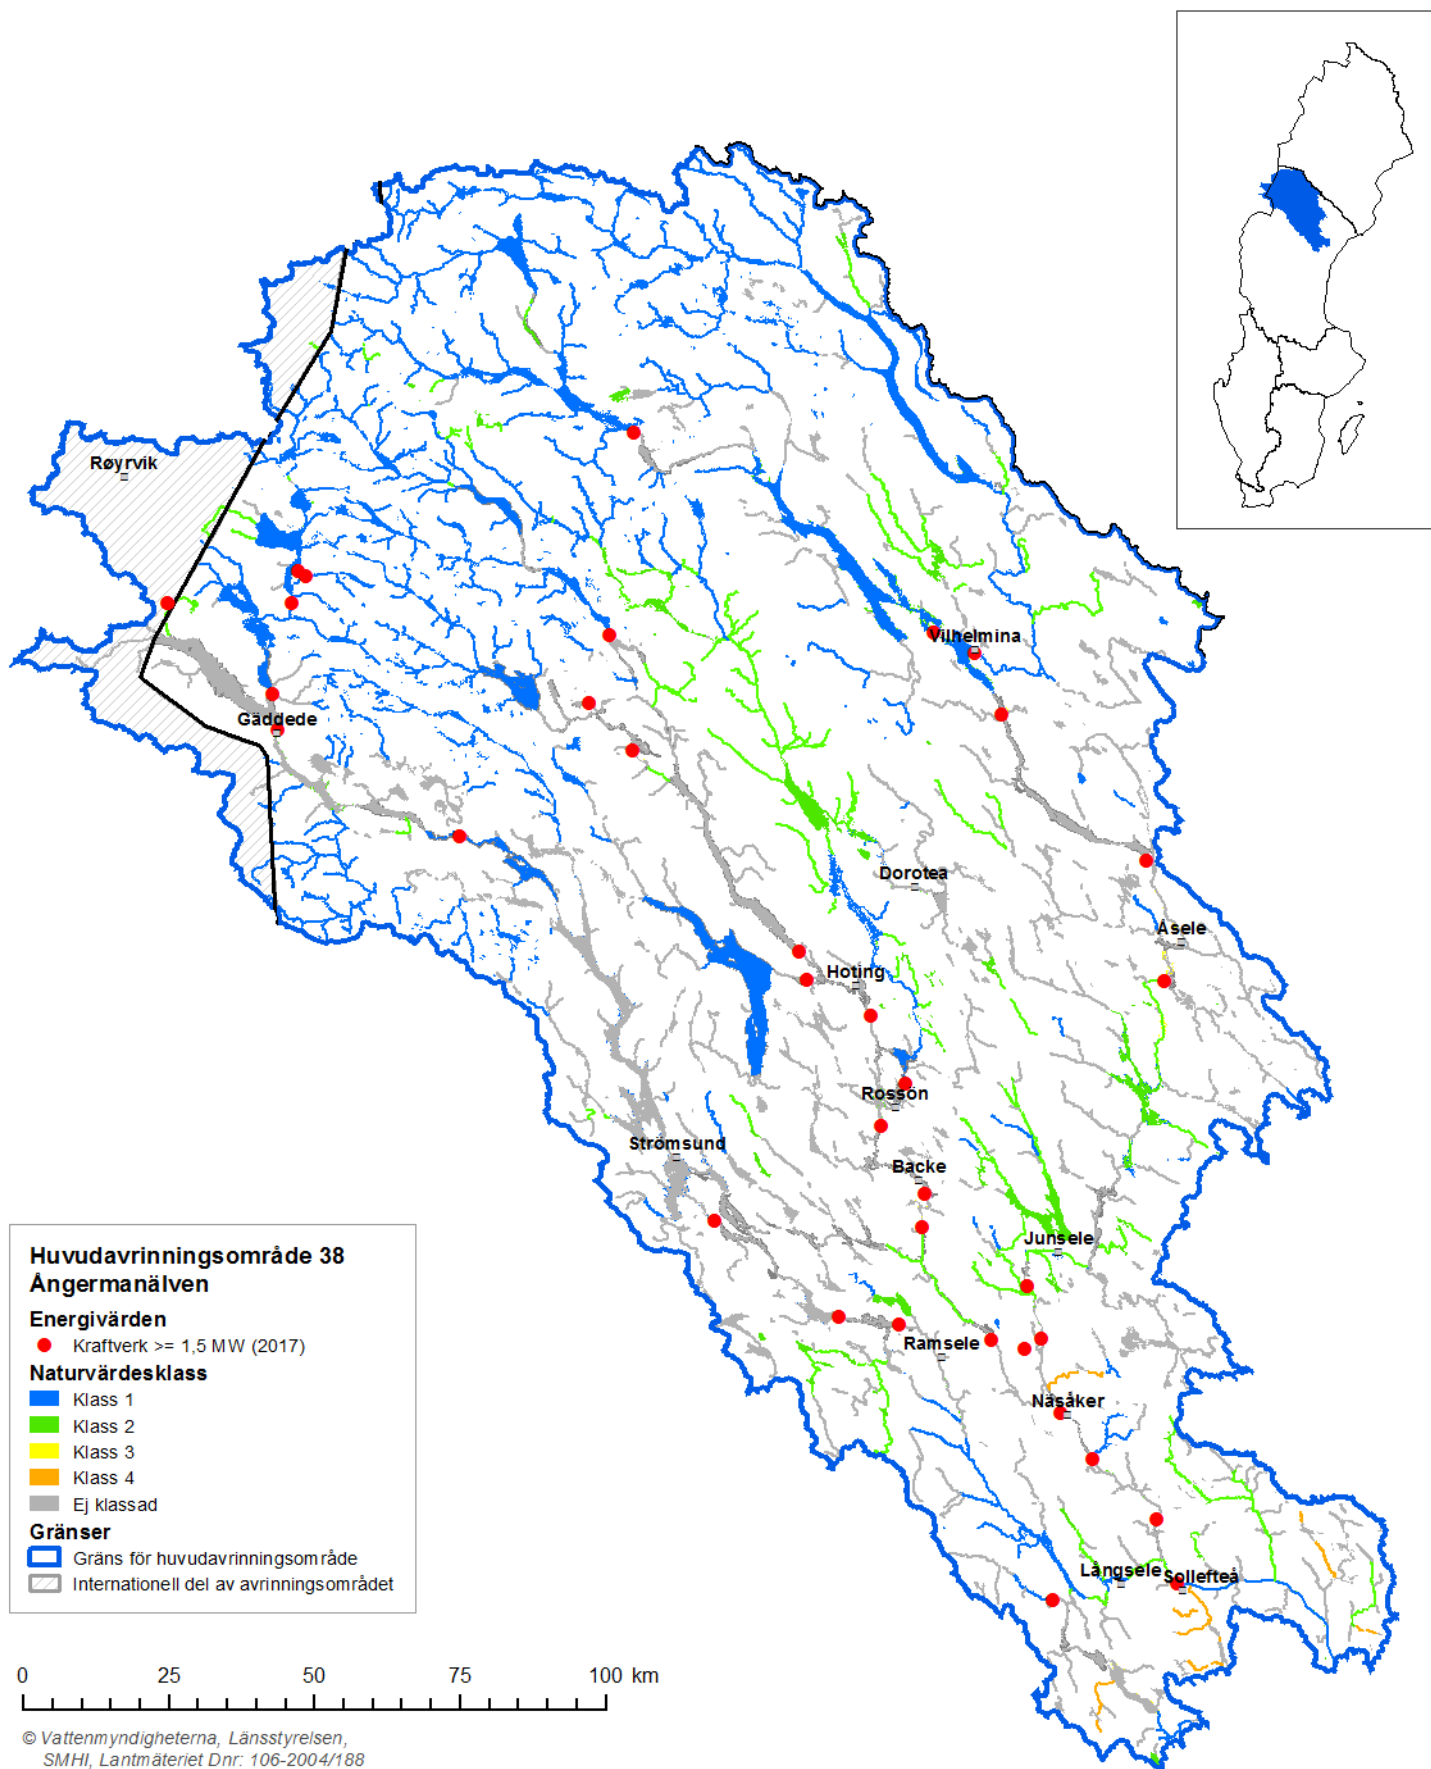 Røyrvik
Vilhelmina
Gäddede
Dorotea
Åsele
Hoting
Rossön
Strömsund
Backe
Junsele
Ramsele
Näsåker
Långsele
Sollefteå
Huvudavrinningsområde 38
Ångermanälven
Energivärden
Kraftverk >= 1,5 MW (2017)
Naturvärdesklass
Klass 1
Klass 2
Klass 3
Klass 4
Ej klassad
Gränser
Gräns för huvudavrinningsområde
Internationell del av avrinningsområdet
0 25 50 75 100 km
© Vattenmyndigheterna, Länsstyrelsen,
SMHI, Lantmäteriet Dnr: 106-2004/188